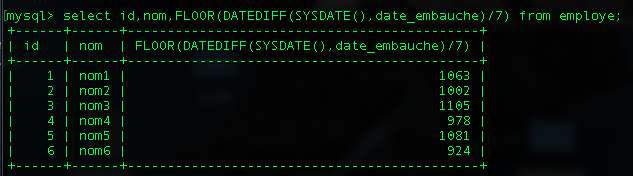 [mysql> select id,nom,FLOOR(DATEDIFF(SYSDATE(),date_embauche)/7) from employe;
+------+------+--------------------------------------------+
| id   | nom  | FLOOR(DATEDIFF(SYSDATE(),date_embauche)/7) |
+------+------+--------------------------------------------+
|    1 | nom1 |                                       1063 |
|    2 | nom2 |                                       1002 |
|    3 | nom3 |                                       1105 |
|    4 | nom4 |                                        978 |
|    5 | nom5 |                                       1081 |
|    6 | nom6 |                                        924 |
+------+------+--------------------------------------------+